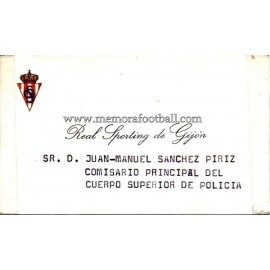 www.memorafootball.com
Real Sporting de Gijón
SR. D. JUAN-MANUEL SANCHEZ PIRIZ
COMISARIO PRINCIPAL DEL
CUERPO SUPERIOR DE POLICIA